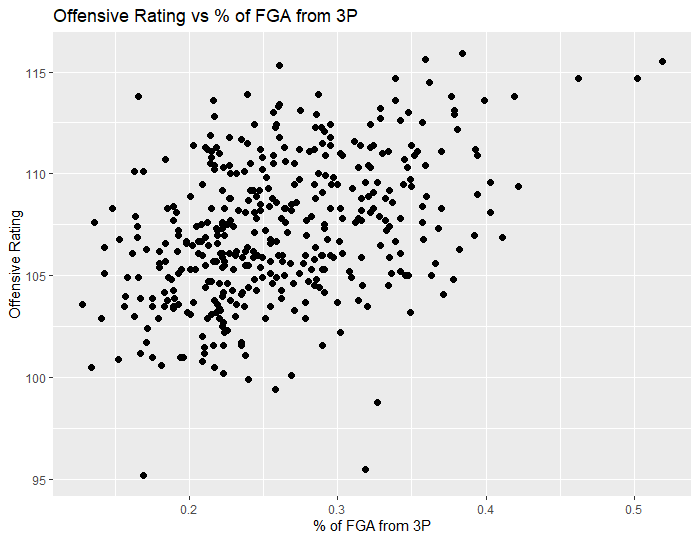 Offensive Rating vs % of FGA from 3P
Offensive Rating
115
110
105
100
95
0.2 0.3 0.4 0.5
% of FGA from 3P